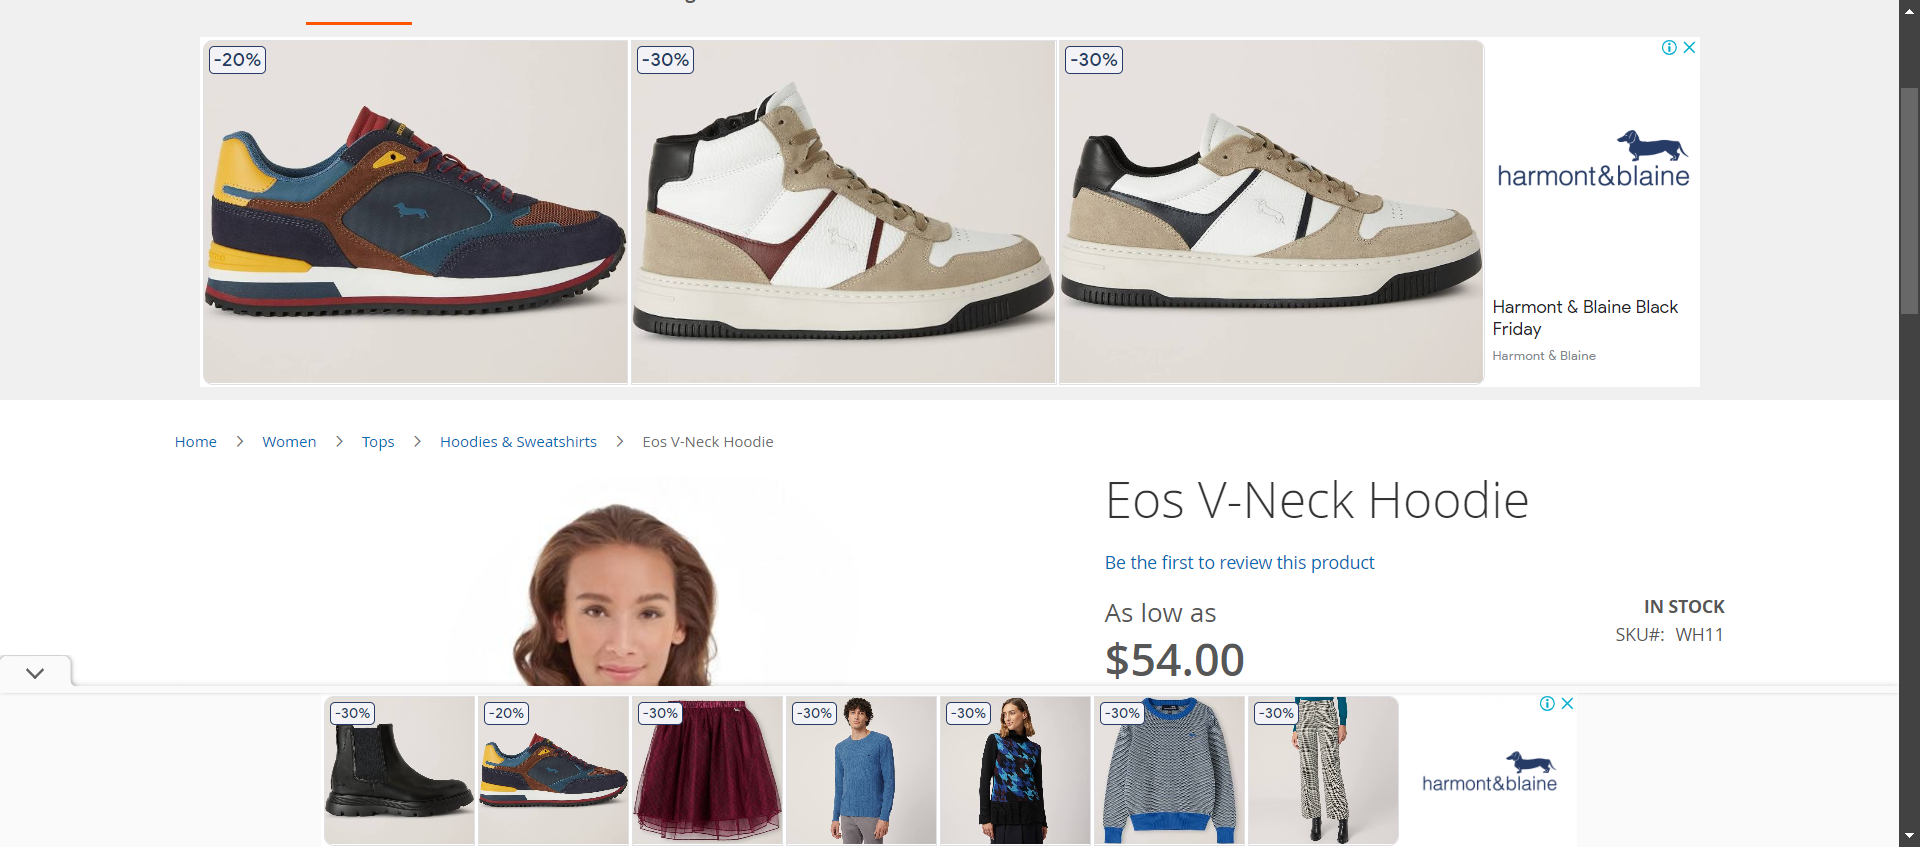 -20%
-30%
-30%
harmont&blaine
Harmont & Blaine Black
Friday
Harmont & Blaine
Home > Women > Tops > Hoodies & Sweatshirts > Eos V-Neck Hoodie
Eos V-Neck Hoodie
Be the first to review this product
As low as
$54.00
IN STOCK
SKU#: WH11
-30%
-20%
-30%
-30%
-30%
-30%
-30%
harmont&blaine